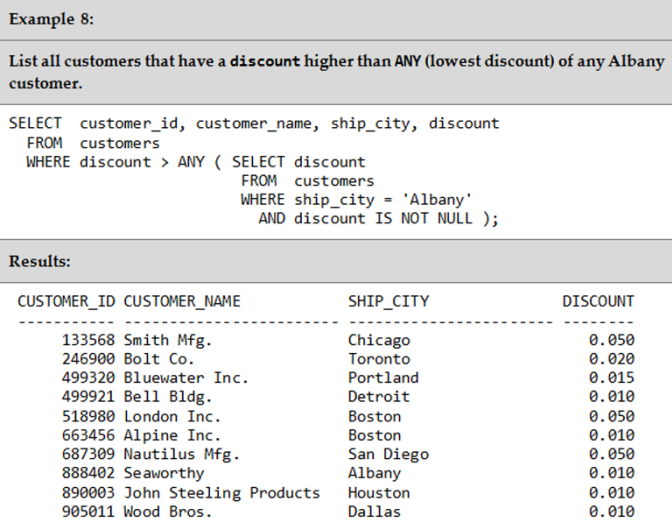 Example 8:
List all customers that have a discount higher than ANY (lowest discount) of any Albany
customer.
SELECT  customer_id, customer_name, ship_city, discount
  FROM  customers
  WHERE discount > ANY ( SELECT discount
                          FROM  customers
                          WHERE ship_city = 'Albany'
                            AND discount IS NOT NULL );
Results:
CUSTOMER_ID CUSTOMER_NAME            SHIP_CITY               DISCOUNT
----------- ------------------------ ----------------------- --------
     133568 Smith Mfg.               Chicago                    0.050
     246900 Bolt Co.                 Toronto                    0.020
     499320 Bluewater Inc.           Portland                   0.015
     499921 Bell Bldg.               Detroit                    0.010
     518980 London Inc.              Boston                     0.050
     663456 Alpine Inc.              Boston                     0.010
     687309 Nautilus Mfg.            San Diego                  0.050
     888402 Seaworthy                Albany                     0.010
     890003 John Steeling Products   Houston                    0.010
     905011 Wood Bros.               Dallas                     0.010